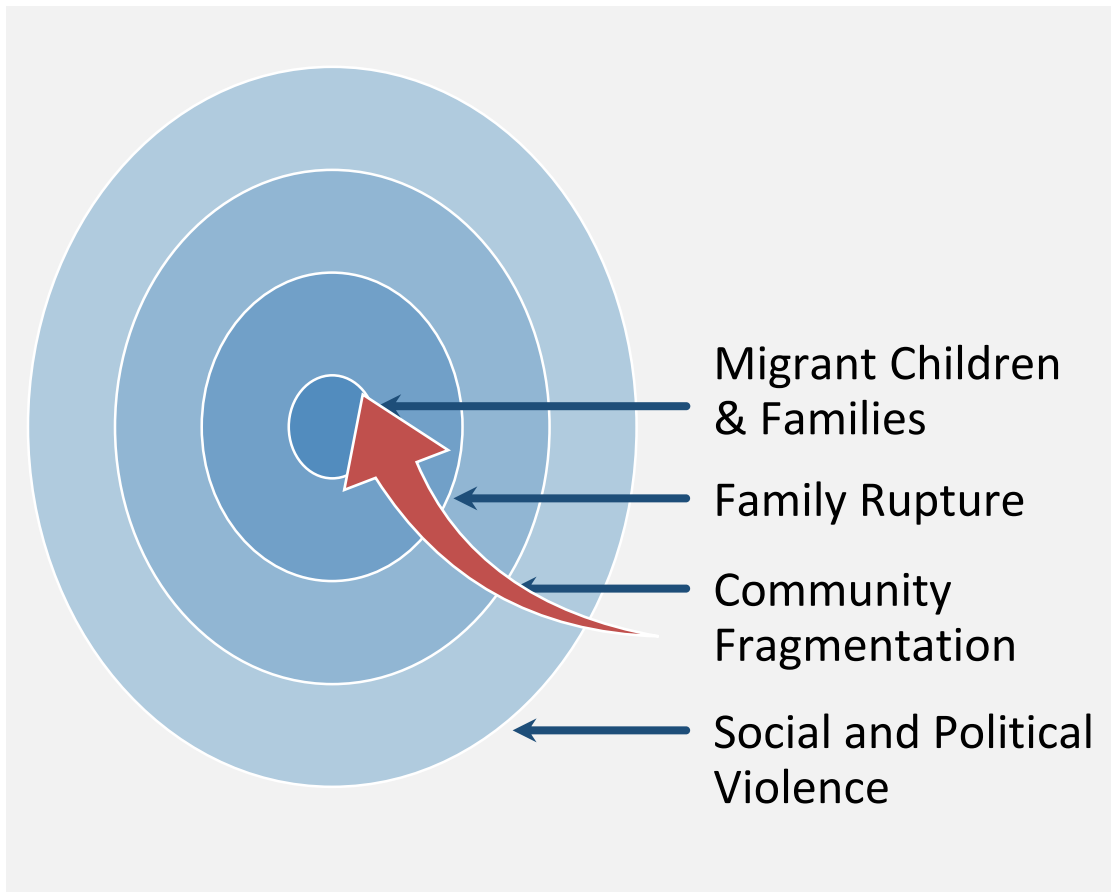 Migrant Children
& Families
Family Rupture
Community
Fragmentation
Social and Political
Violence